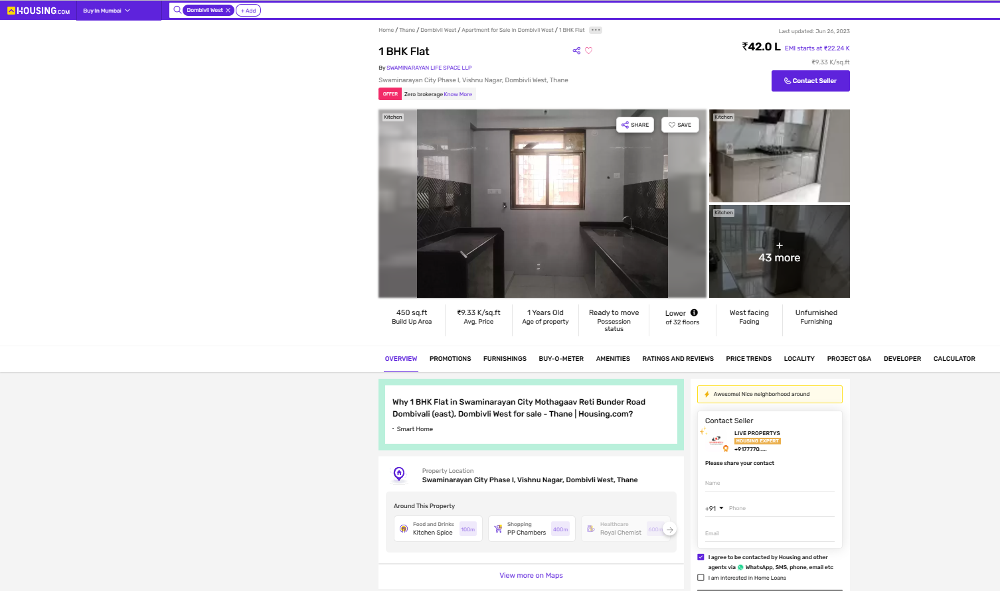 HOUSING.COM
Buy In Mumbai
Dombivli West
+ Add
Home / Thane / Dombivli West / Apartment for Sale in Dombivli West / 1 BHK Flat
Last updated: Jun 26, 2023
1 BHK Flat
₹42.0 L EMI starts at ₹22.24 K
₹9.33 K/sq.ft
By SWAMINARAYAN LIFE SPACE LLP
Contact Seller
Swaminarayan City Phase I, Vishnu Nagar, Dombivli West, Thane
OFFER Zero brokerage Know More
Kitchen
SHARE
SAVE
Kitchen
Kitchen
+
43 more
450 sq.ft
Build Up Area
₹9.33 K/sq.ft
Avg. Price
1 Years Old
Age of property
Ready to move
Possession
status
Lower
of 32 floors
West facing
Facing
Unfurnished
Furnishing
OVERVIEW PROMOTIONS FURNISHINGS BUY-O-METER AMENITIES RATINGS AND REVIEWS PRICE TRENDS LOCALITY PROJECT Q&A DEVELOPER CALCULATOR
Why 1 BHK Flat in Swaminarayan City Mothagaav Reti Bunder Road
Dombivali (east), Dombivli West for sale - Thane | Housing.com?
· Smart Home
Property Location
Swaminarayan City Phase I, Vishnu Nagar, Dombivli West, Thane
Around This Property
Food and Drinks
Kitchen Spice
100m
Shopping
PP Chambers
400m
Healthcare
Royal Chemist
600m
View more on Maps
Awesome! Nice neighborhood around
Contact Seller
LIVE PROPERTYS
HOUSING EXPERT
+9177770.....
Please share your contact
Name
+91 Phone
Email
I agree to be contacted by Housing and other
agents via WhatsApp, SMS, phone, email etc
I am interested in Home Loans